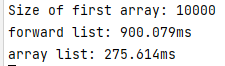 Size of first array: 10000
forward list: 900.079ms
array list: 275.614ms